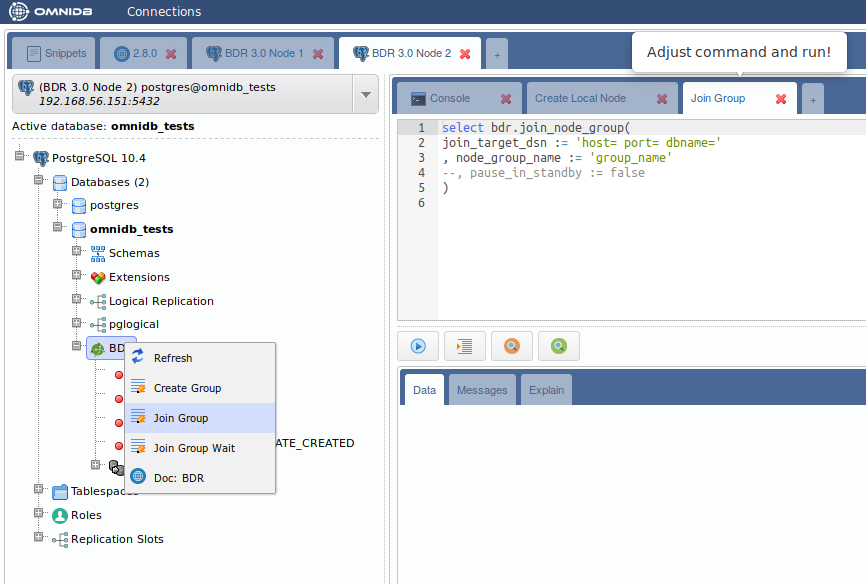 OMNIDB Connections
Snippets 2.8.0 BDR 3.0 Node 1 BDR 3.0 Node 2 +
Adjust command and run!
(BDR 3.0 Node 2) postgres@omnidb_tests
192.168.56.151:5432
Active database: omnidb_tests
PostgreSQL 10.4
Databases (2)
postgres
omnidb_tests
Schemas
Extensions
Logical Replication
pglogical
BD
Refresh
Create Group
Join Group
Join Group Wait
Doc: BDR
ATE_CREATED
Tablespac
Roles
Replication Slots
Console Create Local Node Join Group +
1 select bdr.join_node_group(
2 join_target_dsn := 'host= port= dbname='
3 , node_group_name := 'group_name'
4 --, pause_in_standby := false
5 )
6
Data Messages Explain